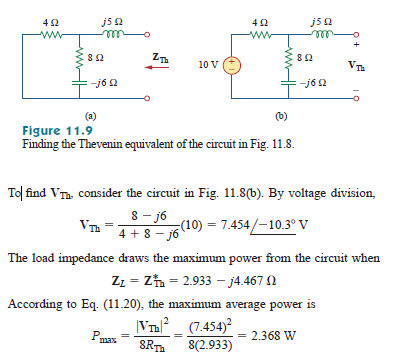 4 Ω j5 Ω 4 Ω j5 Ω
+
8 Ω Z_Th 10 V + − 8 Ω V_Th
−j6 Ω −j6 Ω
−
(a) (b)
Figure 11.9
Finding the Thevenin equivalent of the circuit in Fig. 11.8.
To find V_Th, consider the circuit in Fig. 11.8(b). By voltage division,
V_Th = (8 − j6)/(4 + 8 − j6) (10) = 7.454∠−10.3° V
The load impedance draws the maximum power from the circuit when
Z_L = Z*_Th = 2.933 − j4.467 Ω
According to Eq. (11.20), the maximum average power is
P_max = |V_Th|²/8R_Th = (7.454)²/8(2.933) = 2.368 W